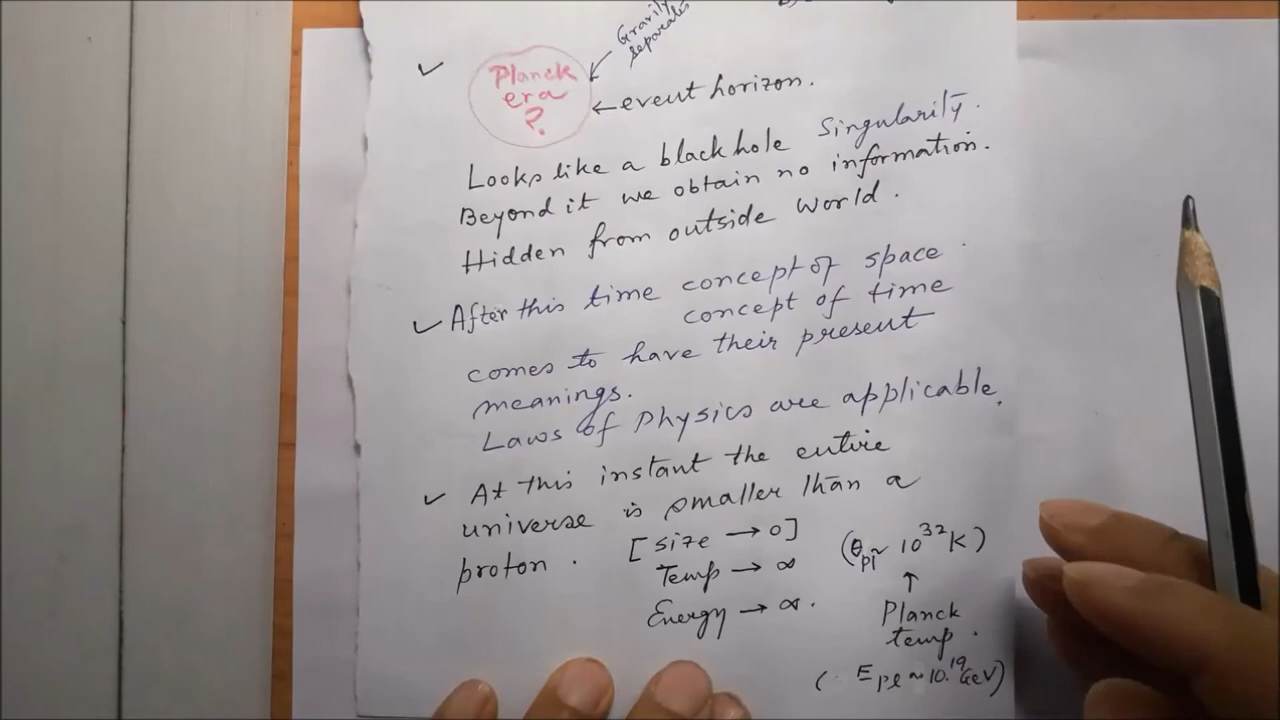 Gravity
separates
Planck
era
?
← event horizon.
Looks like a black hole singularity.
Beyond it we obtain no information.
Hidden from outside world.
✓ After this time concept of space
concept of time
comes to have their present
meanings.
Laws of Physics are applicable.
✓ At this instant the entire
universe is smaller than a
proton.
[size → 0]
Temp → ∞
Energy → ∞.
(θpl ~ 10³²K)
↑
Planck
temp.
(Epl ~ 10.¹⁹GeV)